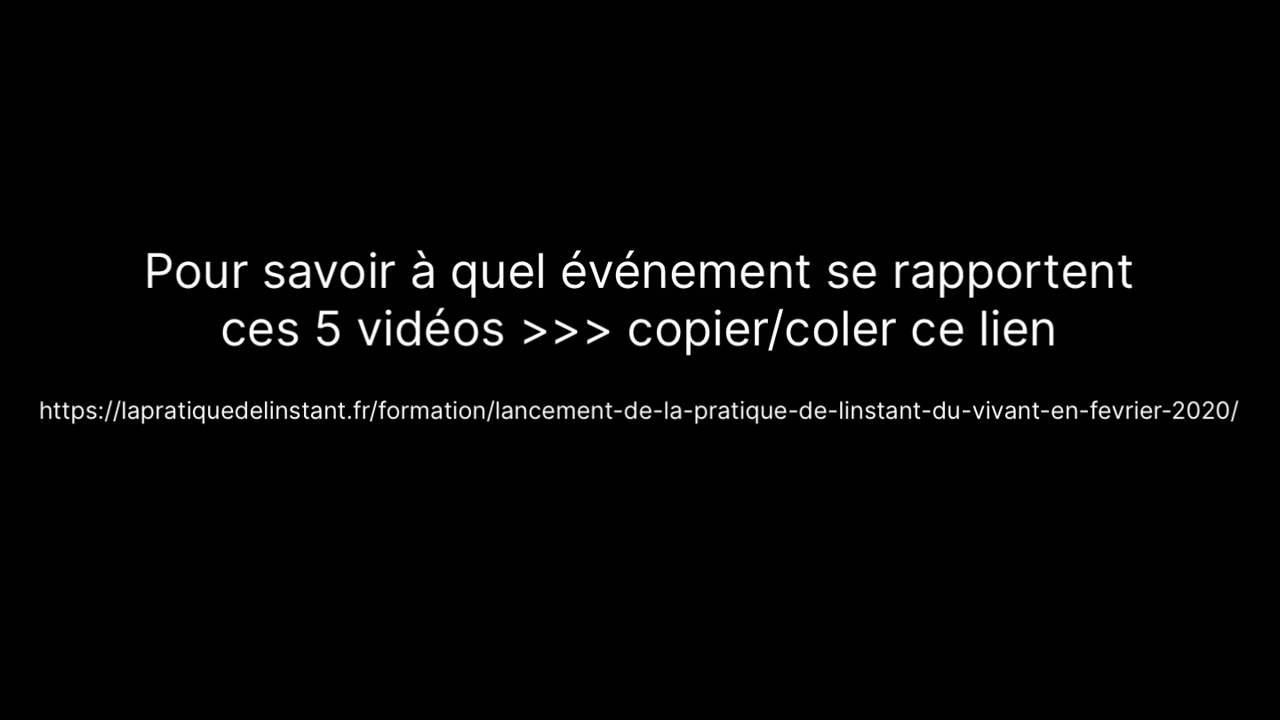 Pour savoir à quel événement se rapportent
ces 5 vidéos >>> copier/coler ce lien
https://lapratiquedelinstant.fr/formation/lancement-de-la-pratique-de-linstant-du-vivant-en-fevrier-2020/